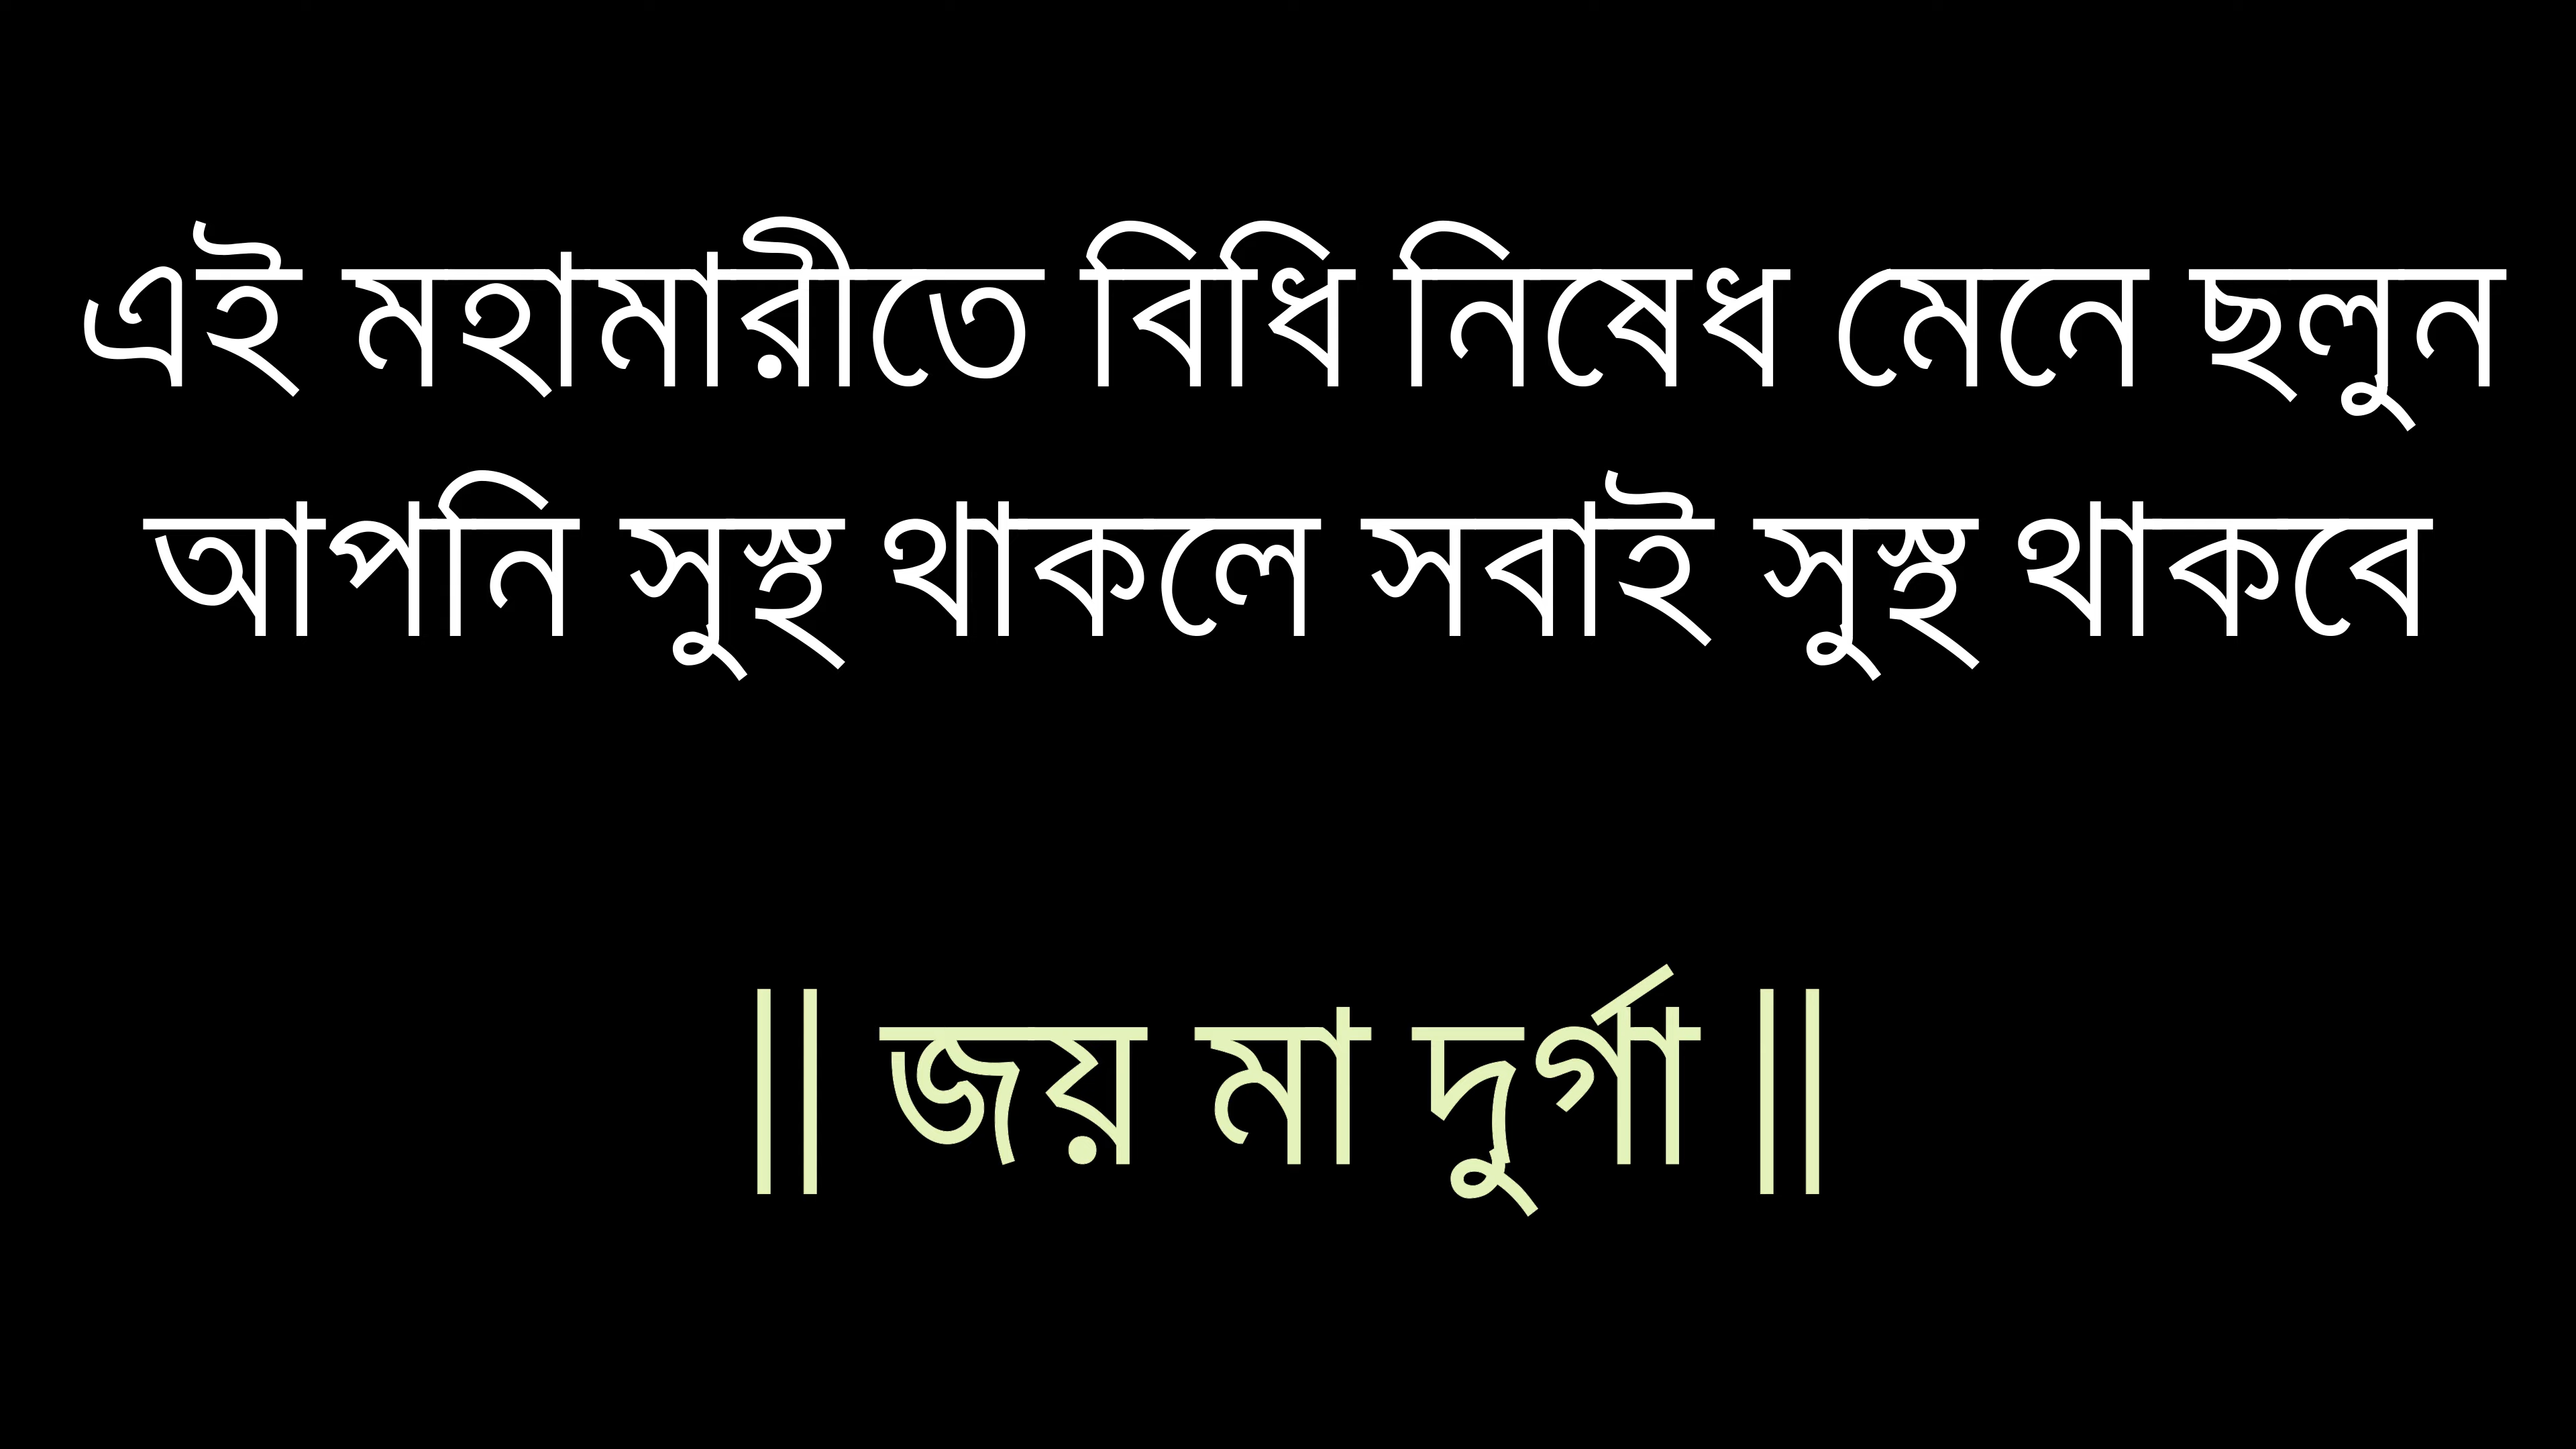 এই মহামারীতে বিধি নিষেধ মেনে ছলুন
আপনি সুস্থ থাকলে সবাই সুস্থ থাকবে
|| জয় মা দুর্গা ||